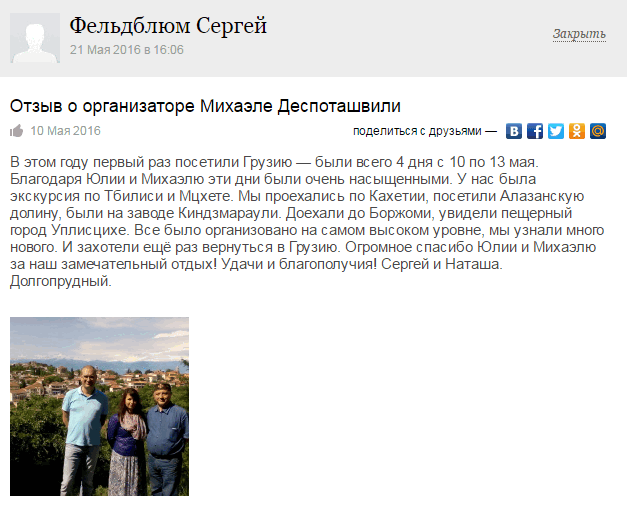 Фельдблюм Сергей
Закрыть
21 Мая 2016 в 16:06
Отзыв о организаторе Михаэле Деспоташвили
10 Мая 2016
поделиться с друзьями —
В этом году первый раз посетили Грузию — были всего 4 дня с 10 по 13 мая.
Благодаря Юлии и Михаэлю эти дни были очень насыщенными. У нас была
экскурсия по Тбилиси и Мцхете. Мы проехались по Кахетии, посетили Алазанскую
долину, были на заводе Киндзмараули. Доехали до Боржоми, увидели пещерный
город Уплисцихе. Все было организовано на самом высоком уровне, мы узнали много
нового. И захотели ещё раз вернуться в Грузию. Огромное спасибо Юлии и Михаэлю
за наш замечательный отдых! Удачи и благополучия! Сергей и Наташа.
Долгопрудный.